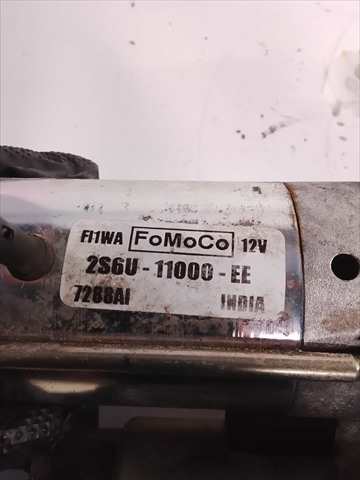 FI1WA FoMoCo 12V
2S6U-11000-EE
7288AI INDIA